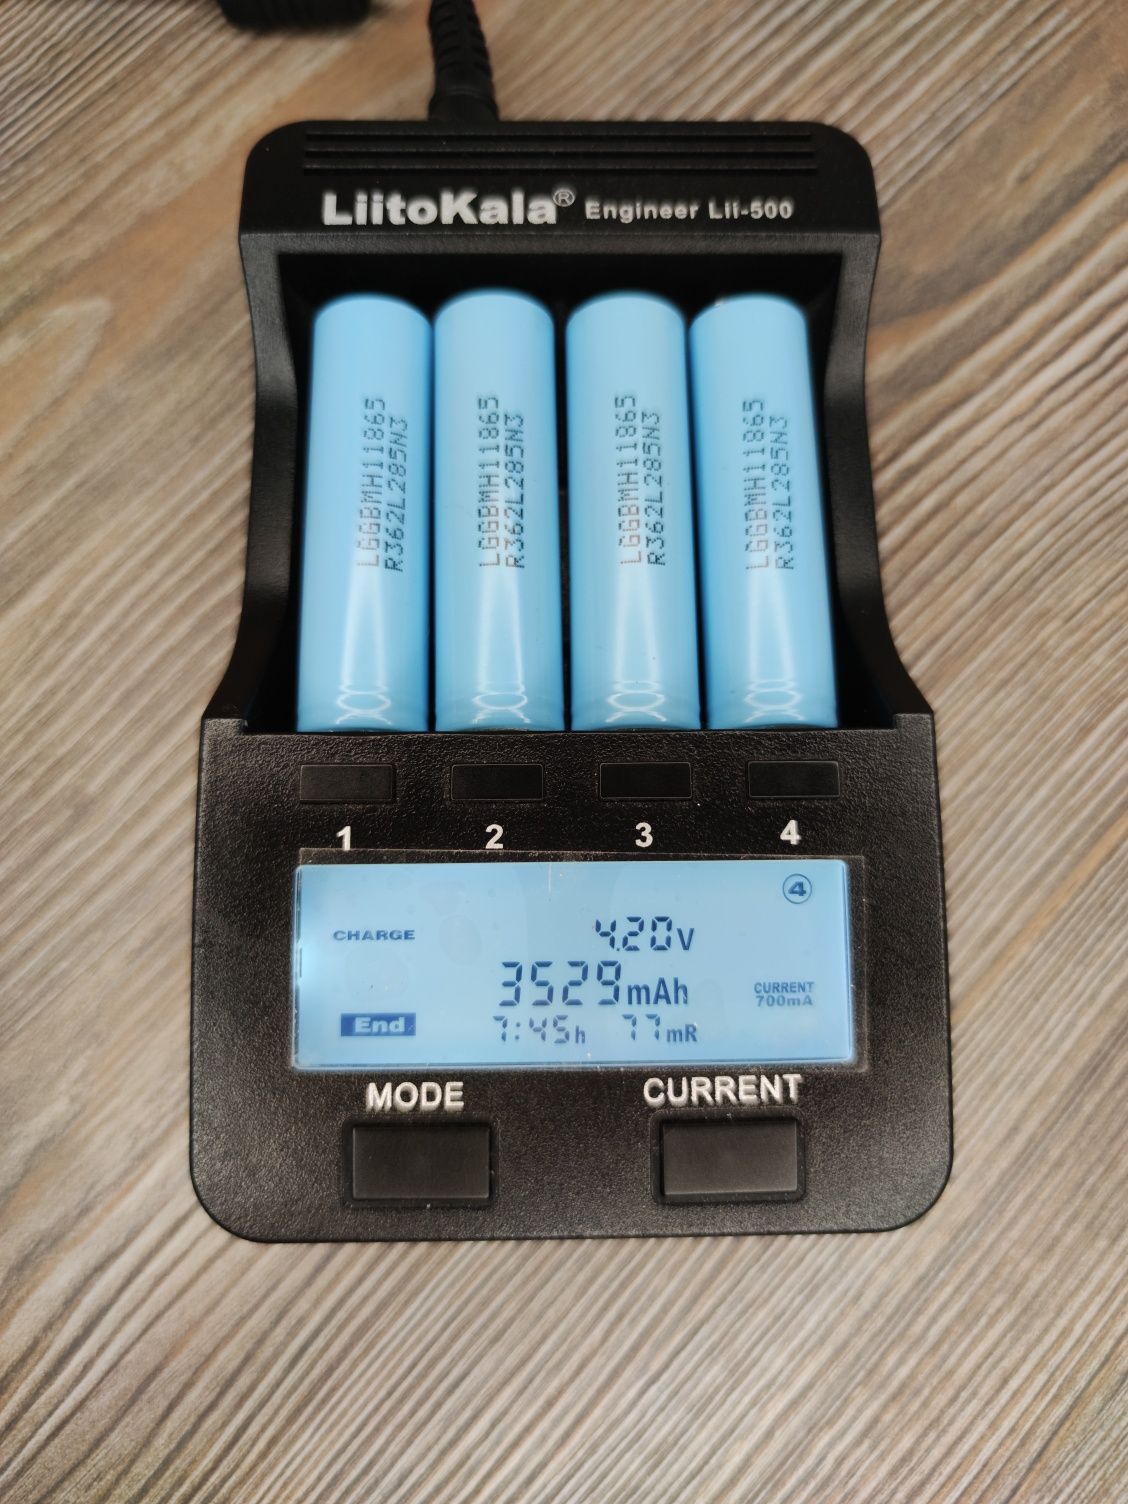 LiitoKala® Engineer Lii-500
LGGBMH11865
R362L285N3
LGGBMH11865
R362L285N3
LGGBMH11865
R362L285N3
LGGBMH11865
R362L285N3
1 2 3 4
4
CHARGE 4.20V
3529mAh
CURRENT
700mA
End 7:45h 77mR
MODE CURRENT